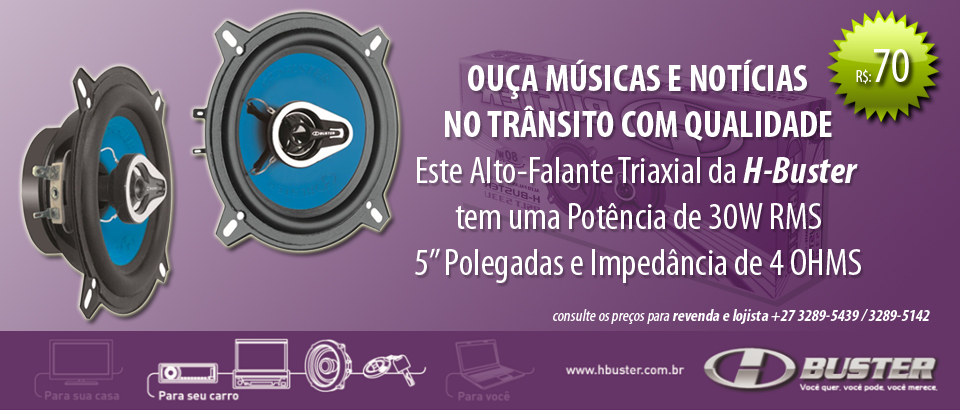 R$: 70
OUÇA MÚSICAS E NOTÍCIAS
NO TRÂNSITO COM QUALIDADE
Este Alto-Falante Triaxial da H-Buster
tem uma Potência de 30W RMS
5” Polegadas e Impedância de 4 OHMS
consulte os preços para revenda e lojista +27 3289-5439 / 3289-5142
BUSTER
Para sua casa
Para seu carro
Para você
www.hbuster.com.br
H BUSTER
Você quer, você pode, você merece.